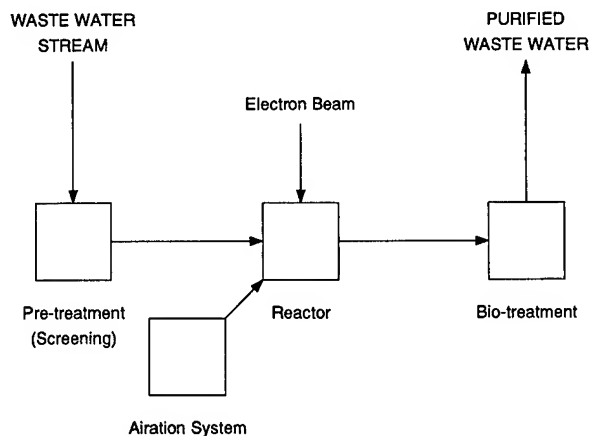 WASTE WATER
STREAM
PURIFIED
WASTE WATER
Electron Beam
Pre-treatment
(Screening)
Reactor
Bio-treatment
Airation System